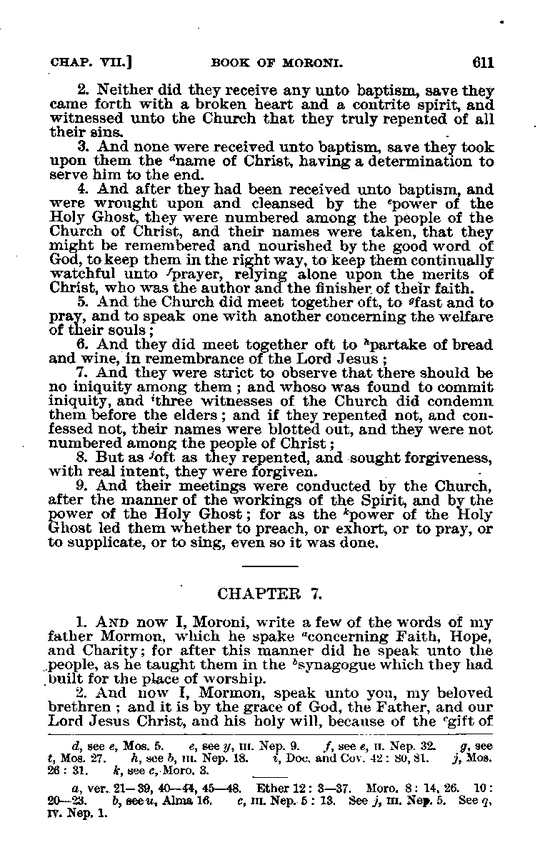 CHAP. VII.] BOOK OF MORONI. 611
2. Neither did they receive any unto baptism, save they
came forth with a broken heart and a contrite spirit, and
witnessed unto the Church that they truly repented of all
their sins.
3. And none were received unto baptism, save they took
upon them the dname of Christ, having a determination to
serve him to the end.
4. And after they had been received unto baptism, and
were wrought upon and cleansed by the epower of the
Holy Ghost, they were numbered among the people of the
Church of Christ, and their names were taken, that they
might be remembered and nourished by the good word of
God, to keep them in the right way, to keep them continually
watchful unto fprayer, relying alone upon the merits of
Christ, who was the author and the finisher of their faith.
5. And the Church did meet together oft, to gfast and to
pray, and to speak one with another concerning the welfare
of their souls;
6. And they did meet together oft to hpartake of bread
and wine, in remembrance of the Lord Jesus;
7. And they were strict to observe that there should be
no iniquity among them; and whoso was found to commit
iniquity, and ithree witnesses of the Church did condemn
them before the elders; and if they repented not, and con-
fessed not, their names were blotted out, and they were not
numbered among the people of Christ;
8. But as joft as they repented, and sought forgiveness,
with real intent, they were forgiven.
9. And their meetings were conducted by the Church,
after the manner of the workings of the Spirit, and by the
power of the Holy Ghost; for as the kpower of the Holy
Ghost led them whether to preach, or exhort, or to pray, or
to supplicate, or to sing, even so it was done.
CHAPTER 7.
1. AND now I, Moroni, write a few of the words of my
father Mormon, which he spake aconcerning Faith, Hope,
and Charity; for after this manner did he speak unto the
people, as he taught them in the bsynagogue which they had
built for the place of worship.
2. And now I, Mormon, speak unto you, my beloved
brethren; and it is by the grace of God, the Father, and our
Lord Jesus Christ, and his holy will, because of the cgift of
d, see e, Mos. 5. e, see y, III. Nep. 9. f, see e, II. Nep. 32. g, see
t, Mos. 27. h, see b, III. Nep. 18. i, Doc. and Cov. 42: 80, 81. j, Mos.
26: 31. k, see c, Moro. 3.
a, ver. 21—39, 40—44, 45—48. Ether 12: 3—37. Moro. 8: 14, 26. 10:
20—23. b, see u, Alma 16. c, III. Nep. 5: 13. See j, III. Nep. 5. See q,
IV. Nep. 1.